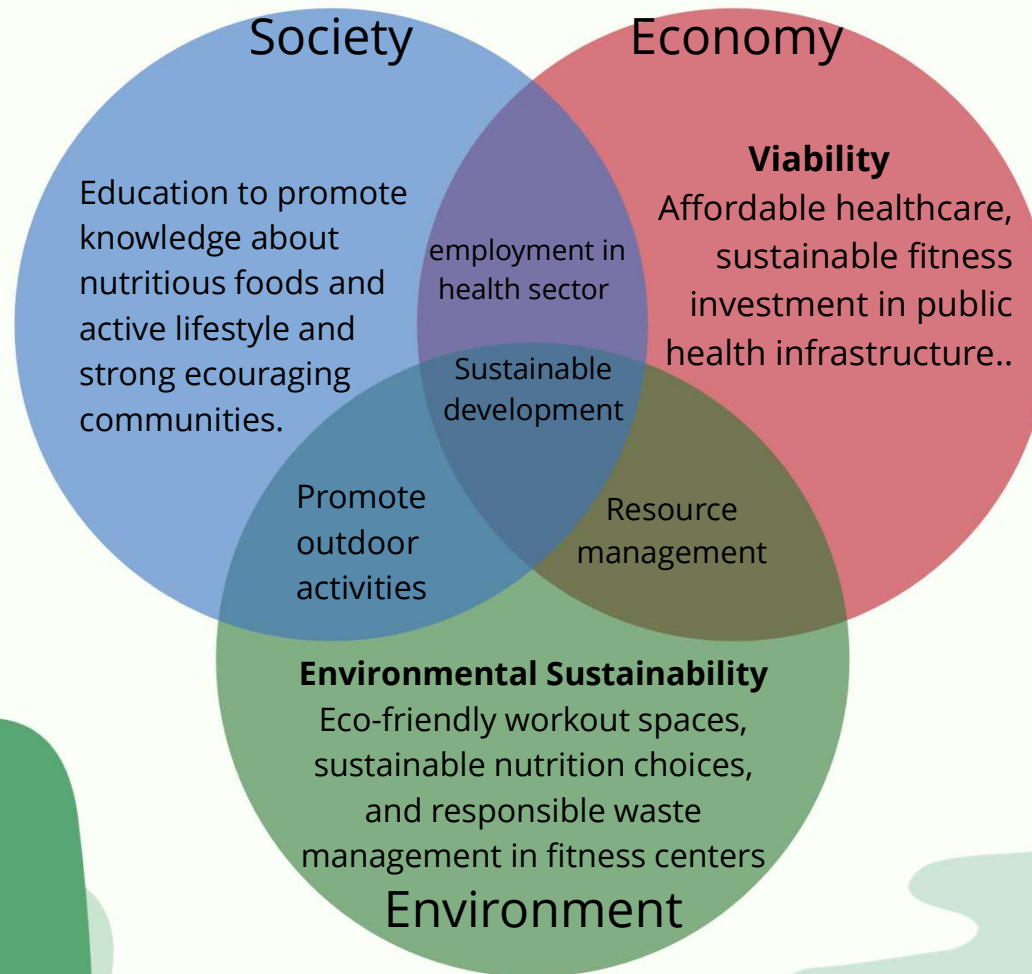 Society
Economy
Education to promote
knowledge about
nutritious foods and
active lifestyle and
strong ecouraging
communities.
employment in
health sector
Viability
Affordable healthcare,
sustainable fitness
investment in public
health infrastructure..
Sustainable
development
Promote
outdoor
activities
Resource
management
Environmental Sustainability
Eco-friendly workout spaces,
sustainable nutrition choices,
and responsible waste
management in fitness centers
Environment